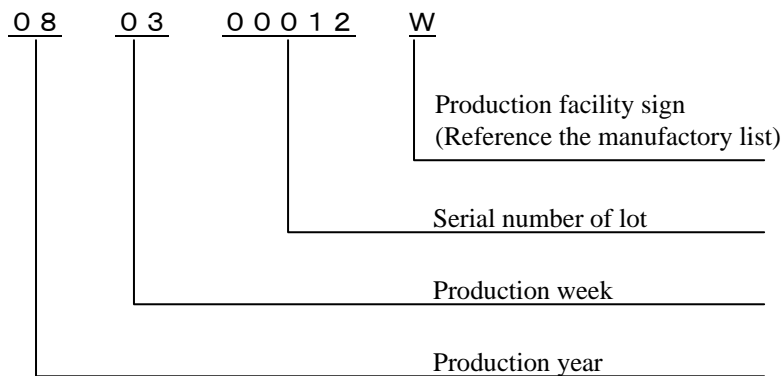 ０８ ０３ ０００１２ Ｗ
Production facility sign
(Reference the manufactory list)
Serial number of lot
Production week
Production year